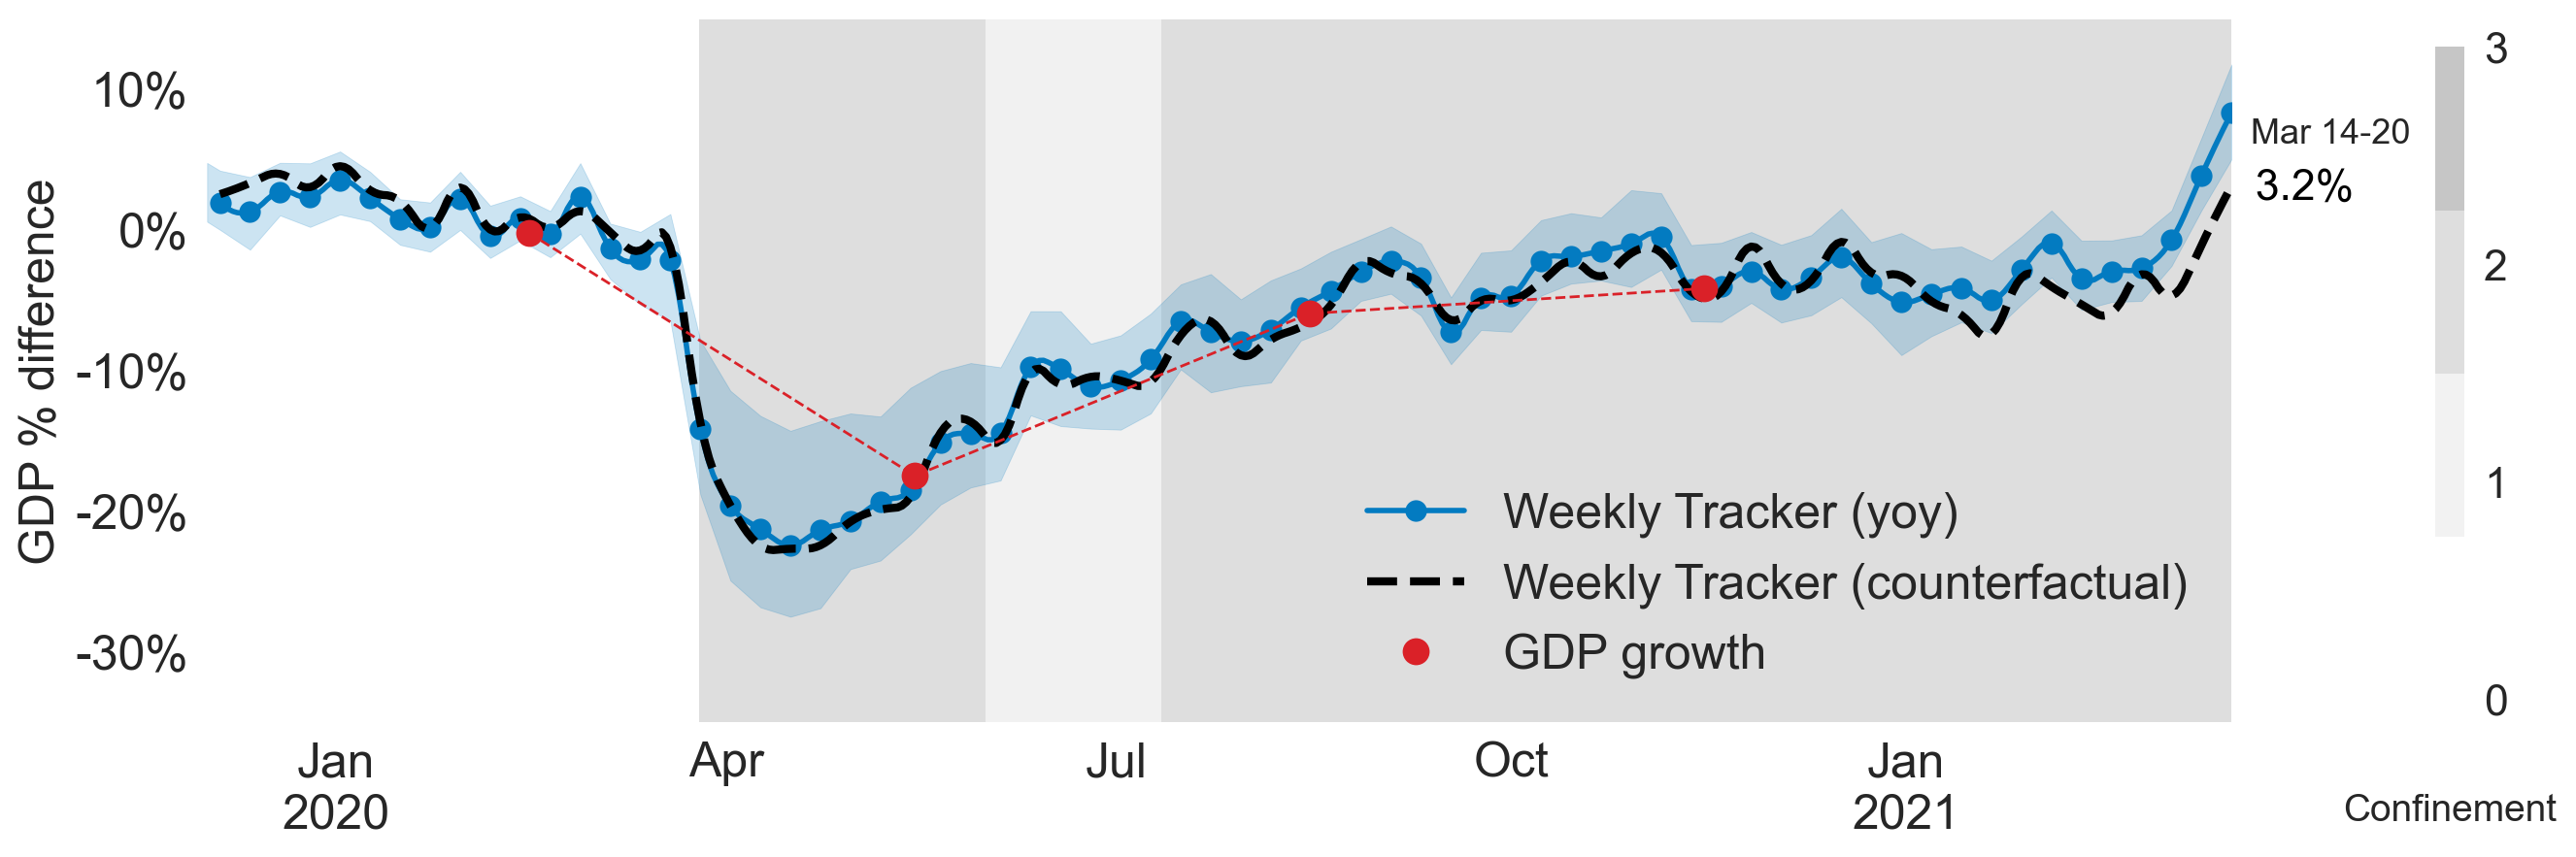 GDP % difference
10%
0%
-10%
-20%
-30%
Jan
2020
Apr
Jul
Oct
Jan
2021
Weekly Tracker (yoy)
Weekly Tracker (counterfactual)
GDP growth
Mar 14-20
3.2%
3
2
1
0
Confinement